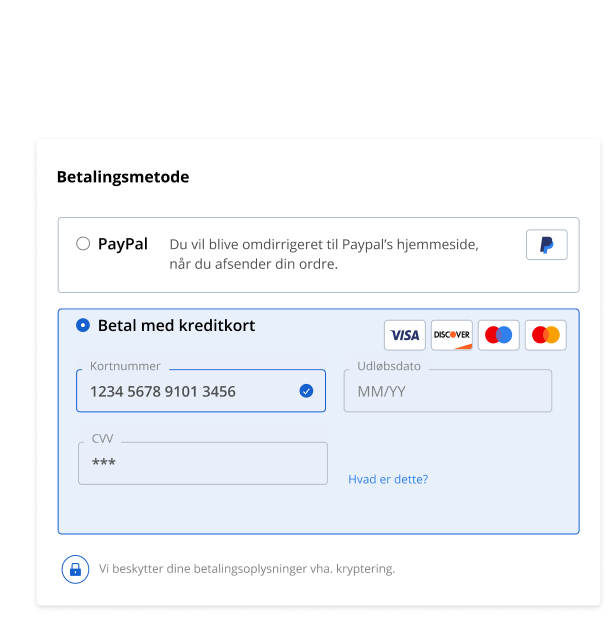 Betalingsmetode
PayPal
Du vil blive omdirrigeret til Paypal's hjemmeside,
når du afsender din ordre.
Betal med kreditkort
VISA
DISCOVER
Kortnummer
1234 5678 9101 3456
Udløbsdato
MM/YY
CVV
***
Hvad er dette?
Vi beskytter dine betalingsoplysninger vha. kryptering.